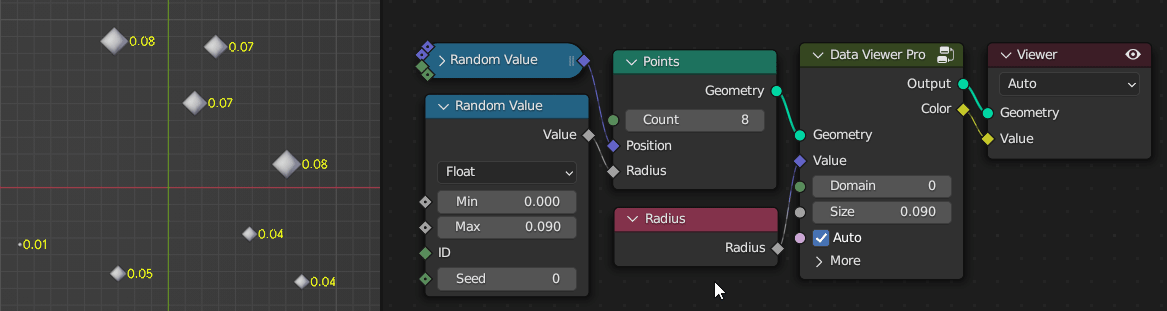 0.08
0.07
0.07
0.08
0.04
0.01
0.05
0.04
Random Value
Random Value
Value
Float
Min 0.000
Max 0.090
ID
Seed 0
Points
Geometry
Count 8
Position
Radius
Radius
Radius
Data Viewer Pro
Output
Color
Geometry
Value
Domain 0
Size 0.090
Auto
More
Viewer
Auto
Geometry
Value